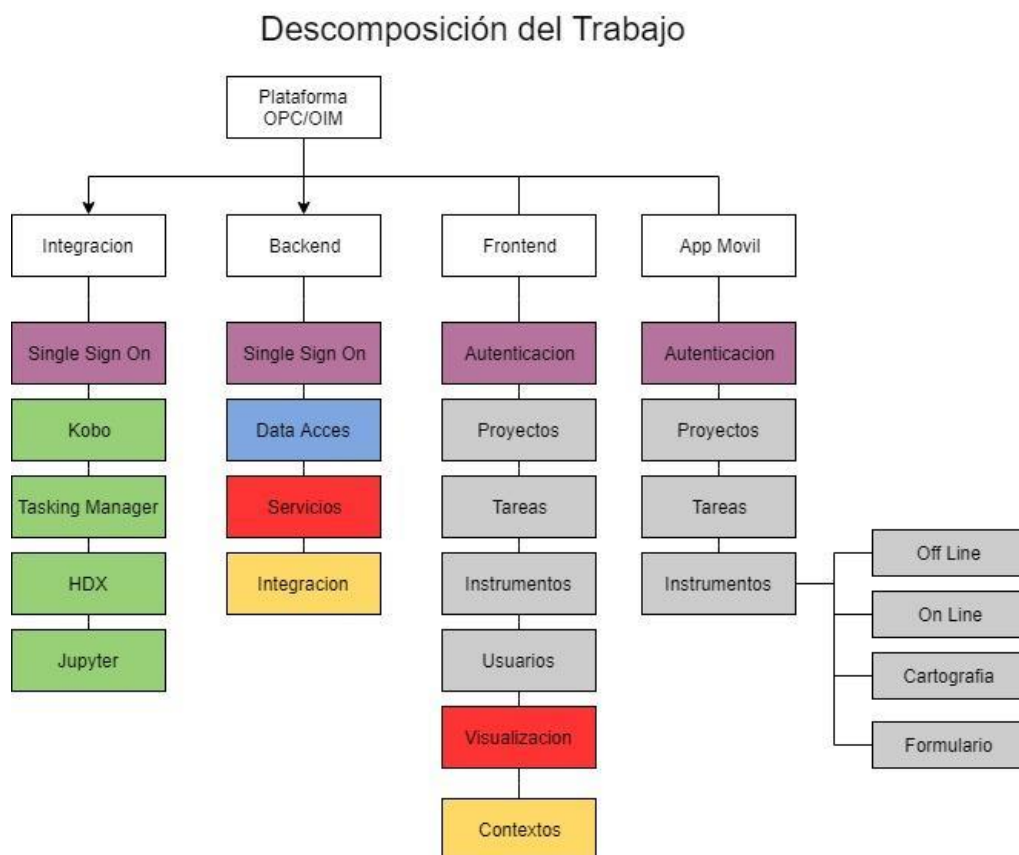 Descomposición del Trabajo
Plataforma
OPC/OIM
Integracion
Backend
Frontend
App Movil
Single Sign On
Single Sign On
Autenticacion
Autenticacion
Kobo
Data Acces
Proyectos
Proyectos
Tasking Manager
Servicios
Tareas
Tareas
HDX
Integracion
Instrumentos
Instrumentos
Off Line
On Line
Jupyter
Usuarios
Cartografia
Visualizacion
Formulario
Contextos